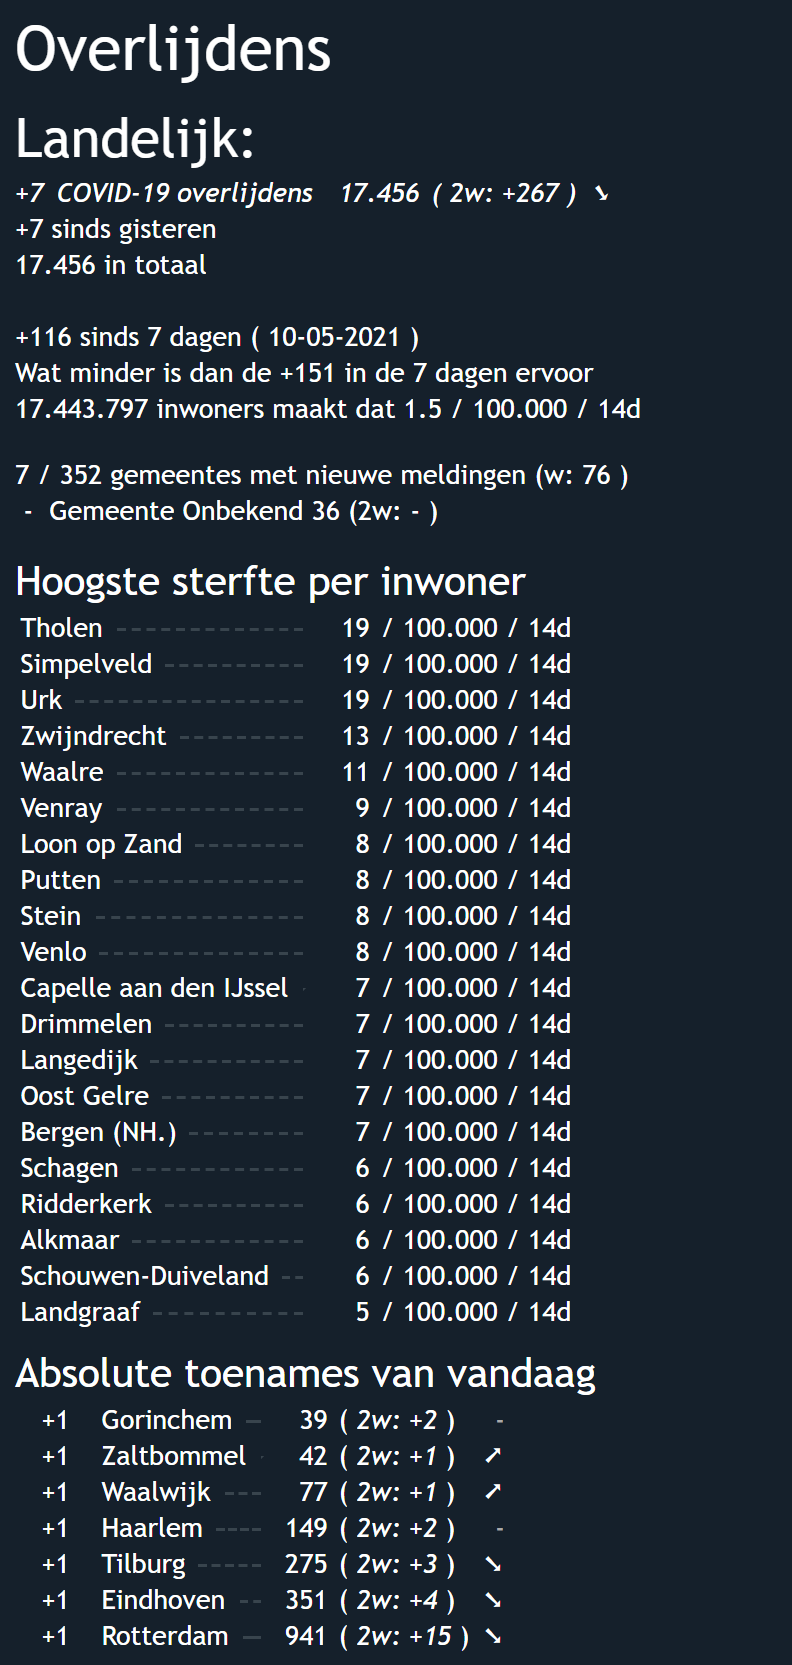 Overlijdens
Landelijk:
+7 COVID-19 overlijdens 17.456 ( 2w: +267 ) ➘
+7 sinds gisteren
17.456 in totaal
+116 sinds 7 dagen ( 10-05-2021 )
Wat minder is dan de +151 in de 7 dagen ervoor
17.443.797 inwoners maakt dat 1.5 / 100.000 / 14d
7 / 352 gemeentes met nieuwe meldingen (w: 76 )
- Gemeente Onbekend 36 (2w: - )
Hoogste sterfte per inwoner
Tholen -------------- 19 / 100.000 / 14d
Simpelveld ---------- 19 / 100.000 / 14d
Urk ---------------- 19 / 100.000 / 14d
Zwijndrecht --------- 13 / 100.000 / 14d
Waalre ------------- 11 / 100.000 / 14d
Venray ------------- 9 / 100.000 / 14d
Loon op Zand -------- 8 / 100.000 / 14d
Putten -------------- 8 / 100.000 / 14d
Stein --------------- 8 / 100.000 / 14d
Venlo --------------- 8 / 100.000 / 14d
Capelle aan den IJssel - 7 / 100.000 / 14d
Drimmelen ---------- 7 / 100.000 / 14d
Langedijk ----------- 7 / 100.000 / 14d
Oost Gelre ---------- 7 / 100.000 / 14d
Bergen (NH.) -------- 7 / 100.000 / 14d
Schagen ------------ 6 / 100.000 / 14d
Ridderkerk ---------- 6 / 100.000 / 14d
Alkmaar ------------ 6 / 100.000 / 14d
Schouwen-Duiveland -- 6 / 100.000 / 14d
Landgraaf ----------- 5 / 100.000 / 14d
Absolute toenames van vandaag
+1 Gorinchem -- 39 ( 2w: +2 ) -
+1 Zaltbommel - 42 ( 2w: +1 ) ➚
+1 Waalwijk --- 77 ( 2w: +1 ) ➚
+1 Haarlem ---- 149 ( 2w: +2 ) -
+1 Tilburg ----- 275 ( 2w: +3 ) ➘
+1 Eindhoven -- 351 ( 2w: +4 ) ➘
+1 Rotterdam -- 941 ( 2w: +15 ) ➘